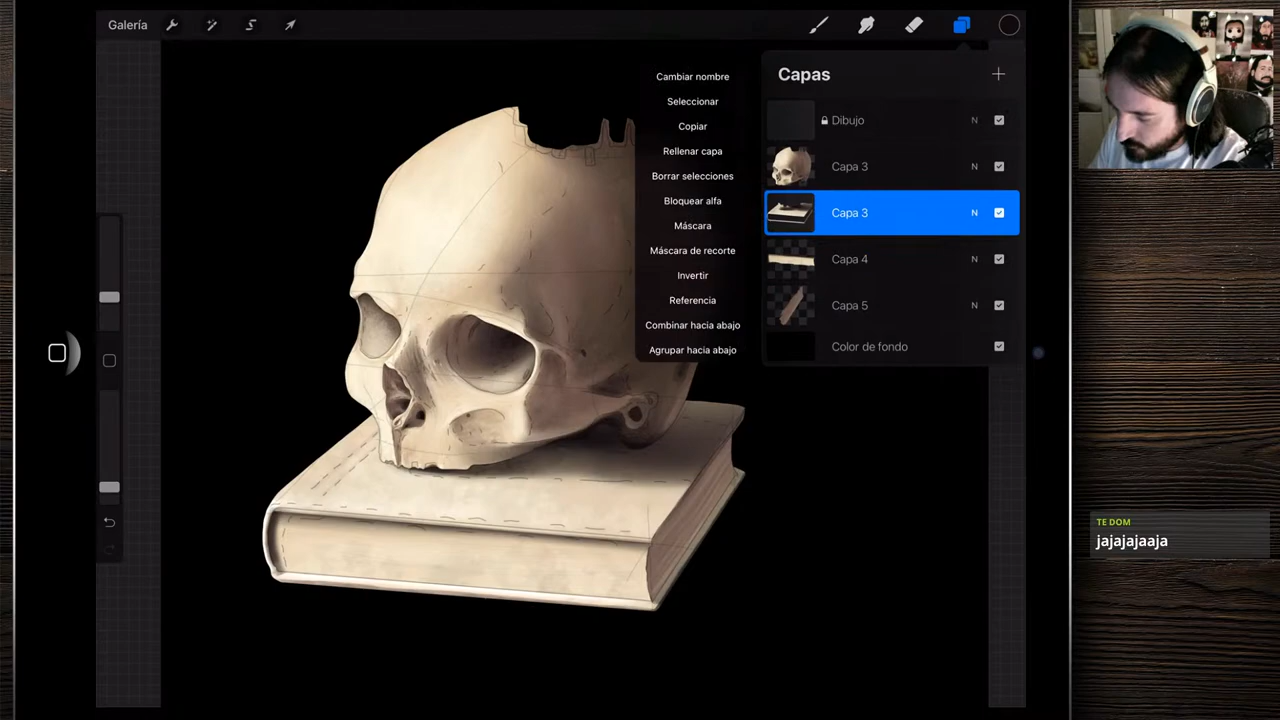 Galería
Cambiar nombre
Seleccionar
Copiar
Rellenar capa
Borrar selecciones
Bloquear alfa
Máscara
Máscara de recorte
Invertir
Referencia
Combinar hacia abajo
Agrupar hacia abajo
Capas
Dibujo N
Capa 3 N
Capa 3 N
Capa 4 N
Capa 5 N
Color de fondo
TE DOM
jajajajaaja